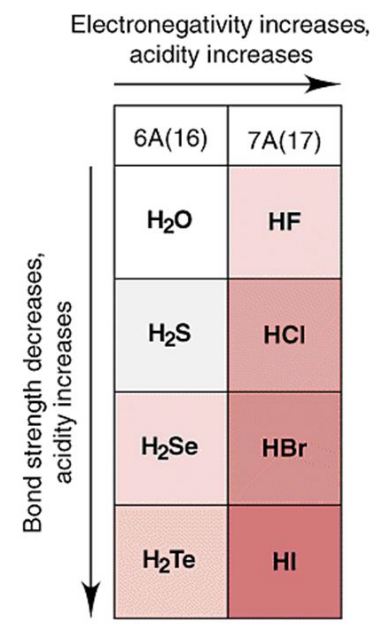 Electronegativity increases,
acidity increases
6A(16) 7A(17)
H₂O HF
H₂S HCl
H₂Se HBr
H₂Te HI
Bond strength decreases,
acidity increases